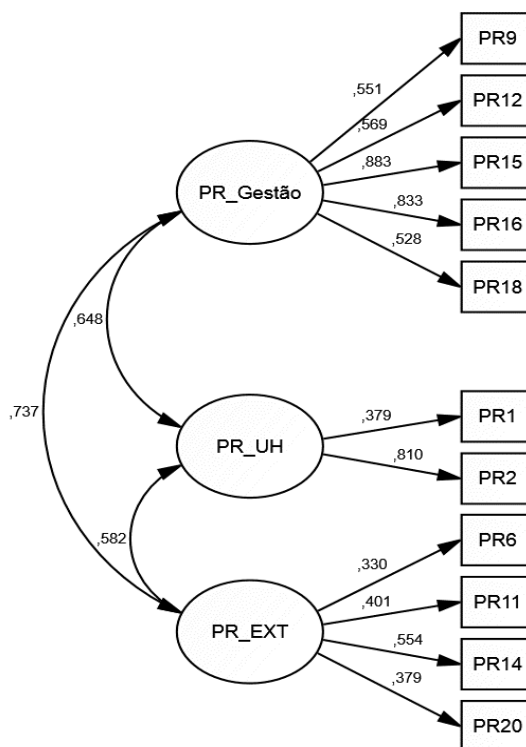 PR9
,551
PR12
,569
,883
PR15
PR_Gestão
,833
PR16
,528
PR18
,648
,737
,379
PR1
PR_UH
,810
PR2
,582
,330
PR6
,401
PR11
PR_EXT
,554
PR14
,379
PR20